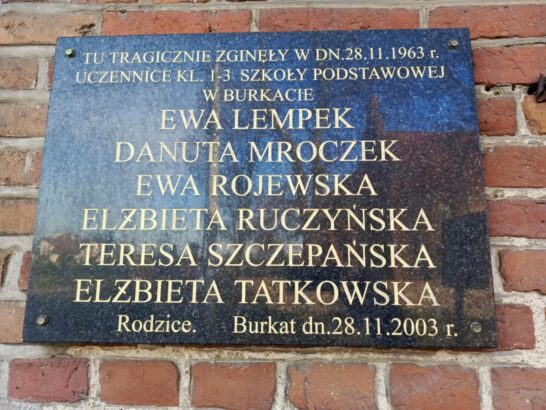 TU TRAGICZNIE ZGINĘŁY W DN.28.11.1963 r.
UCZENNICE KL. 1-3 SZKOŁY PODSTAWOWEJ
W BURKACIE
EWA LEMPEK
DANUTA MROCZEK
EWA ROJEWSKA
ELŻBIETA RUCZYŃSKA
TERESA SZCZEPAŃSKA
ELŻBIETA TATKOWSKA
Rodzice. Burkat dn.28.11.2003 r.